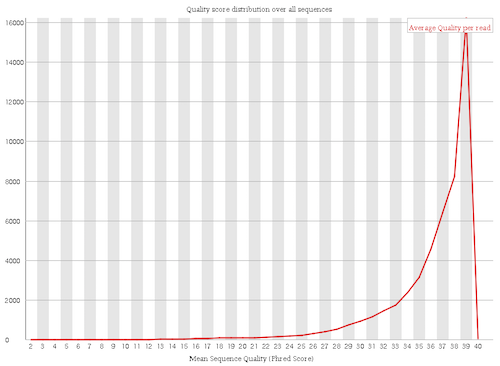 Quality score distribution over all sequences
Average Quality per read
16000
14000
12000
10000
8000
6000
4000
2000
0
2 3 4 5 6 7 8 9 10 11 12 13 14 15 16 17 18 19 20 21 22 23 24 25 26 27 28 29 30 31 32 33 34 35 36 37 38 39 40
Mean Sequence Quality (Phred Score)